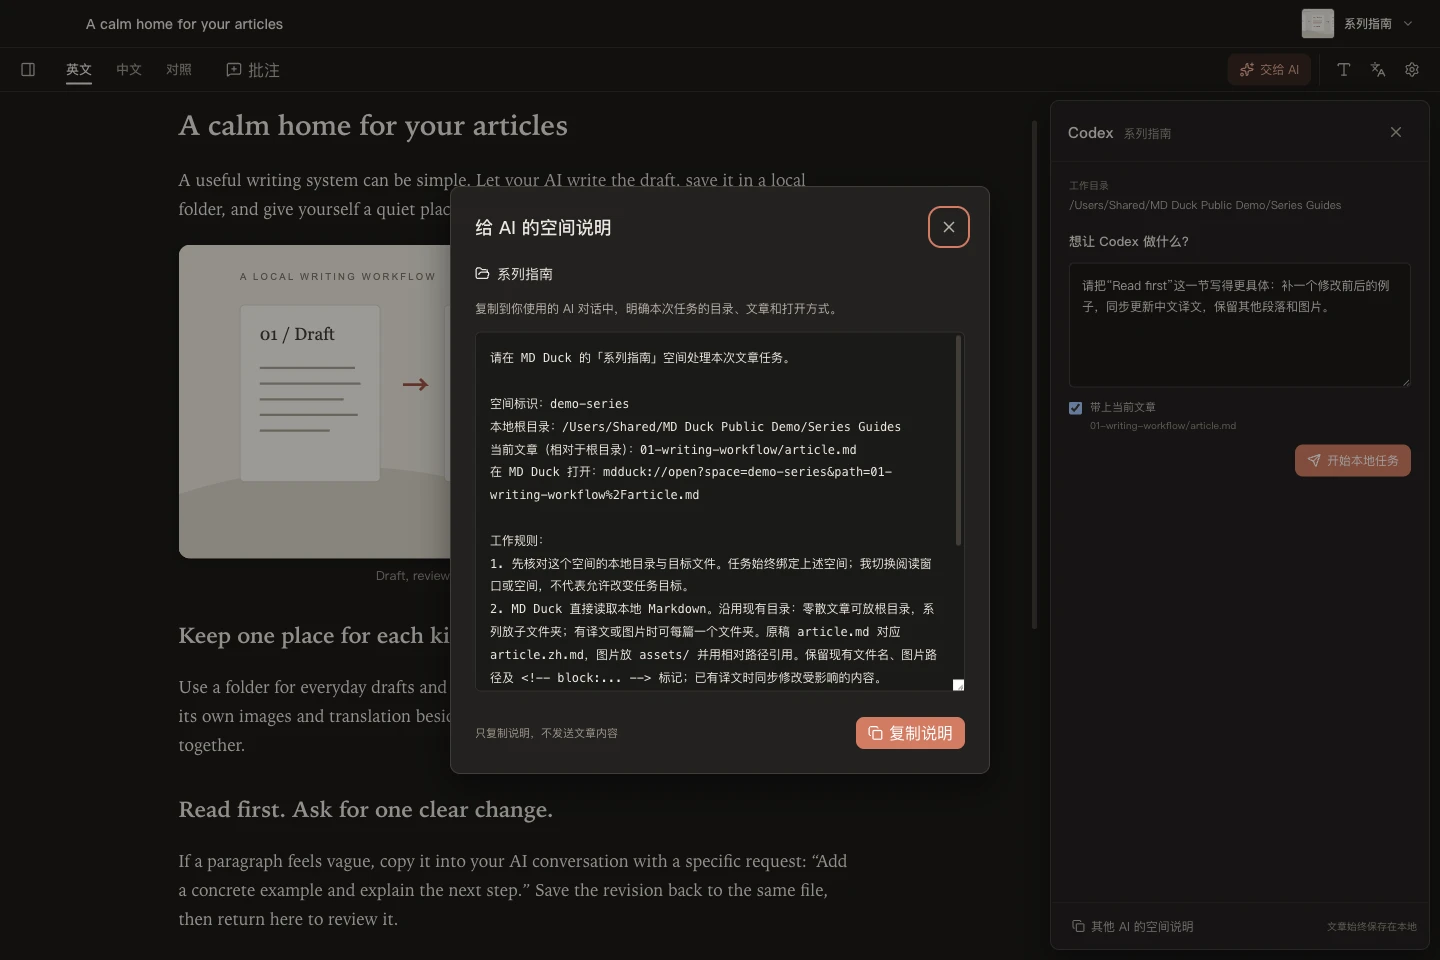 A calm home for your articles
系列指南
英文 中文 对照 批注
交给 AI
A calm home for your articles
A useful writing system can be simple. Let your AI write the draft, save it in a local
folder, and give yourself a quiet plac
A LOCAL WRITING WORKFLOW
01 / Draft
→
Draft, review
Keep one place for each ki
Use a folder for everyday drafts and
its own images and translation besid
together.
Read first. Ask for one clear change.
If a paragraph feels vague, copy it into your AI conversation with a specific request: “Add
a concrete example and explain the next step.” Save the revision back to the same file,
then return here to review it.
给 AI 的空间说明
系列指南
复制到你使用的 AI 对话中，明确本次任务的目录、文章和打开方式。
请在 MD Duck 的「系列指南」空间处理本次文章任务。
空间标识：demo-series
本地根目录：/Users/Shared/MD Duck Public Demo/Series Guides
当前文章（相对于根目录）：01-writing-workflow/article.md
在 MD Duck 打开：mdduck://open?space=demo-series&path=01-
writing-workflow%2Farticle.md
工作规则：
1. 先核对这个空间的本地目录与目标文件。任务始终绑定上述空间；我切换阅读窗
口或空间，不代表允许改变任务目标。
2. MD Duck 直接读取本地 Markdown。沿用现有目录：零散文章可放根目录，系
列放子文件夹；有译文或图片时可每篇一个文件夹。原稿 article.md 对应
article.zh.md，图片放 assets/ 并用相对路径引用。保留现有文件名、图片路
径及 <!-- block:... --> 标记；已有译文时同步修改受影响的内容。
只复制说明，不发送文章内容
复制说明
Codex 系列指南
工作目录
/Users/Shared/MD Duck Public Demo/Series Guides
想让 Codex 做什么？
请把“Read first”这一节写得更具体：补一个修改前后的例
子，同步更新中文译文，保留其他段落和图片。
带上当前文章
01-writing-workflow/article.md
开始本地任务
其他 AI 的空间说明
文章始终保存在本地